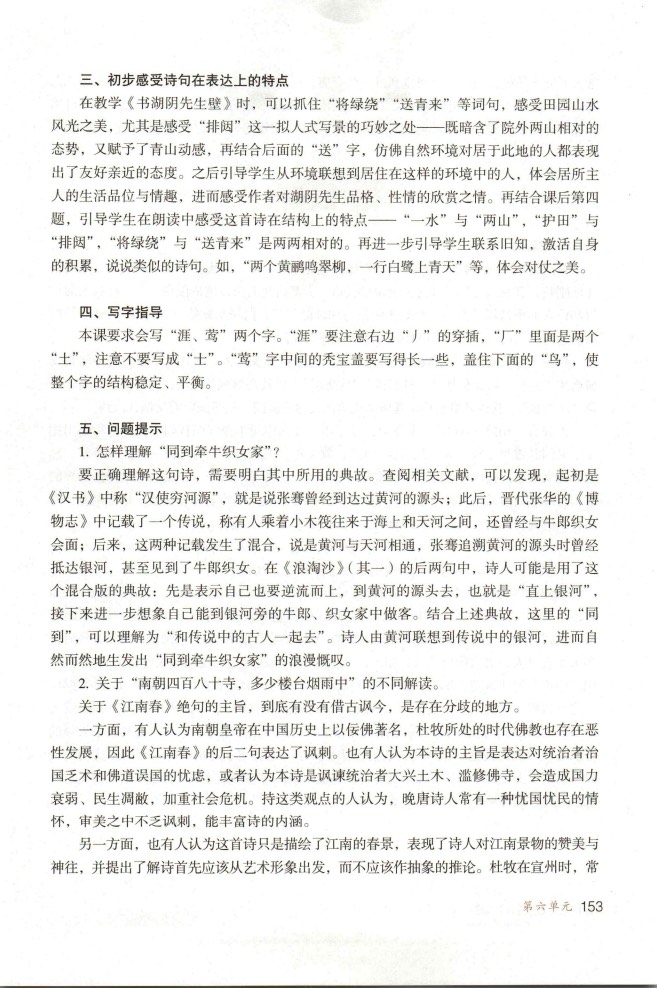 三、初步感受诗句在表达上的特点
在教学《书湖阴先生壁》时，可以抓住“将绿绕”“送青来”等词句，感受田园山水
风光之美，尤其是感受“排闼”这一拟人式写景的巧妙之处——既暗含了院外两山相对的
态势，又赋予了青山动感，再结合后面的“送”字，仿佛自然环境对居于此地的人都表现
出了友好亲近的态度。之后引导学生从环境联想到居住在这样的环境中的人，体会居所主
人的生活品位与情趣，进而感受作者对湖阴先生品格、性情的欣赏之情。再结合课后第四
题，引导学生在朗读中感受这首诗在结构上的特点——“一水”与“两山”，“护田”与
“排闼”，“将绿绕”与“送青来”是两两相对的。再进一步引导学生联系旧知，激活自身
的积累，说说类似的诗句。如，“两个黄鹂鸣翠柳，一行白鹭上青天”等，体会对仗之美。
四、写字指导
本课要求会写“涯、莺”两个字。“涯”要注意右边“丿”的穿插，“厂”里面是两个
“土”，注意不要写成“士”。“莺”字中间的秃宝盖要写得长一些，盖住下面的“鸟”，使
整个字的结构稳定、平衡。
五、问题提示
1. 怎样理解“同到牵牛织女家”？
要正确理解这句诗，需要明白其中所用的典故。查阅相关文献，可以发现，起初是
《汉书》中称“汉使穷河源”，就是说张骞曾经到达过黄河的源头；此后，晋代张华的《博
物志》中记载了一个传说，称有人乘着小木筏往来于海上和天河之间，还曾经与牛郎织女
会面；后来，这两种记载发生了混合，说是黄河与天河相通，张骞追溯黄河的源头时曾经
抵达银河，甚至见到了牛郎织女。在《浪淘沙》（其一）的后两句中，诗人可能是用了这
个混合版的典故：先是表示自己也要逆流而上，到黄河的源头去，也就是“直上银河”，
接下来进一步想象自己能到银河旁的牛郎、织女家中做客。结合上述典故，这里的“同
到”，可以理解为“和传说中的古人一起去”。诗人由黄河联想到传说中的银河，进而自
然而然地生发出“同到牵牛织女家”的浪漫慨叹。
2. 关于“南朝四百八十寺，多少楼台烟雨中”的不同解读。
关于《江南春》绝句的主旨，到底有没有借古讽今，是存在分歧的地方。
一方面，有人认为南朝皇帝在中国历史上以佞佛著名，杜牧所处的时代佛教也存在恶
性发展，因此《江南春》的后二句表达了讽刺。也有人认为本诗的主旨是表达对统治者治
国乏术和佛道误国的忧虑，或者认为本诗是讽谏统治者大兴土木、滥修佛寺，会造成国力
衰弱、民生凋敝，加重社会危机。持这类观点的人认为，晚唐诗人常有一种忧国忧民的情
怀，审美之中不乏讽刺，能丰富诗的内涵。
另一方面，也有人认为这首诗只是描绘了江南的春景，表现了诗人对江南景物的赞美与
神往，并提出了解诗首先应该从艺术形象出发，而不应该作抽象的推论。杜牧在宣州时，常
第六单元 153